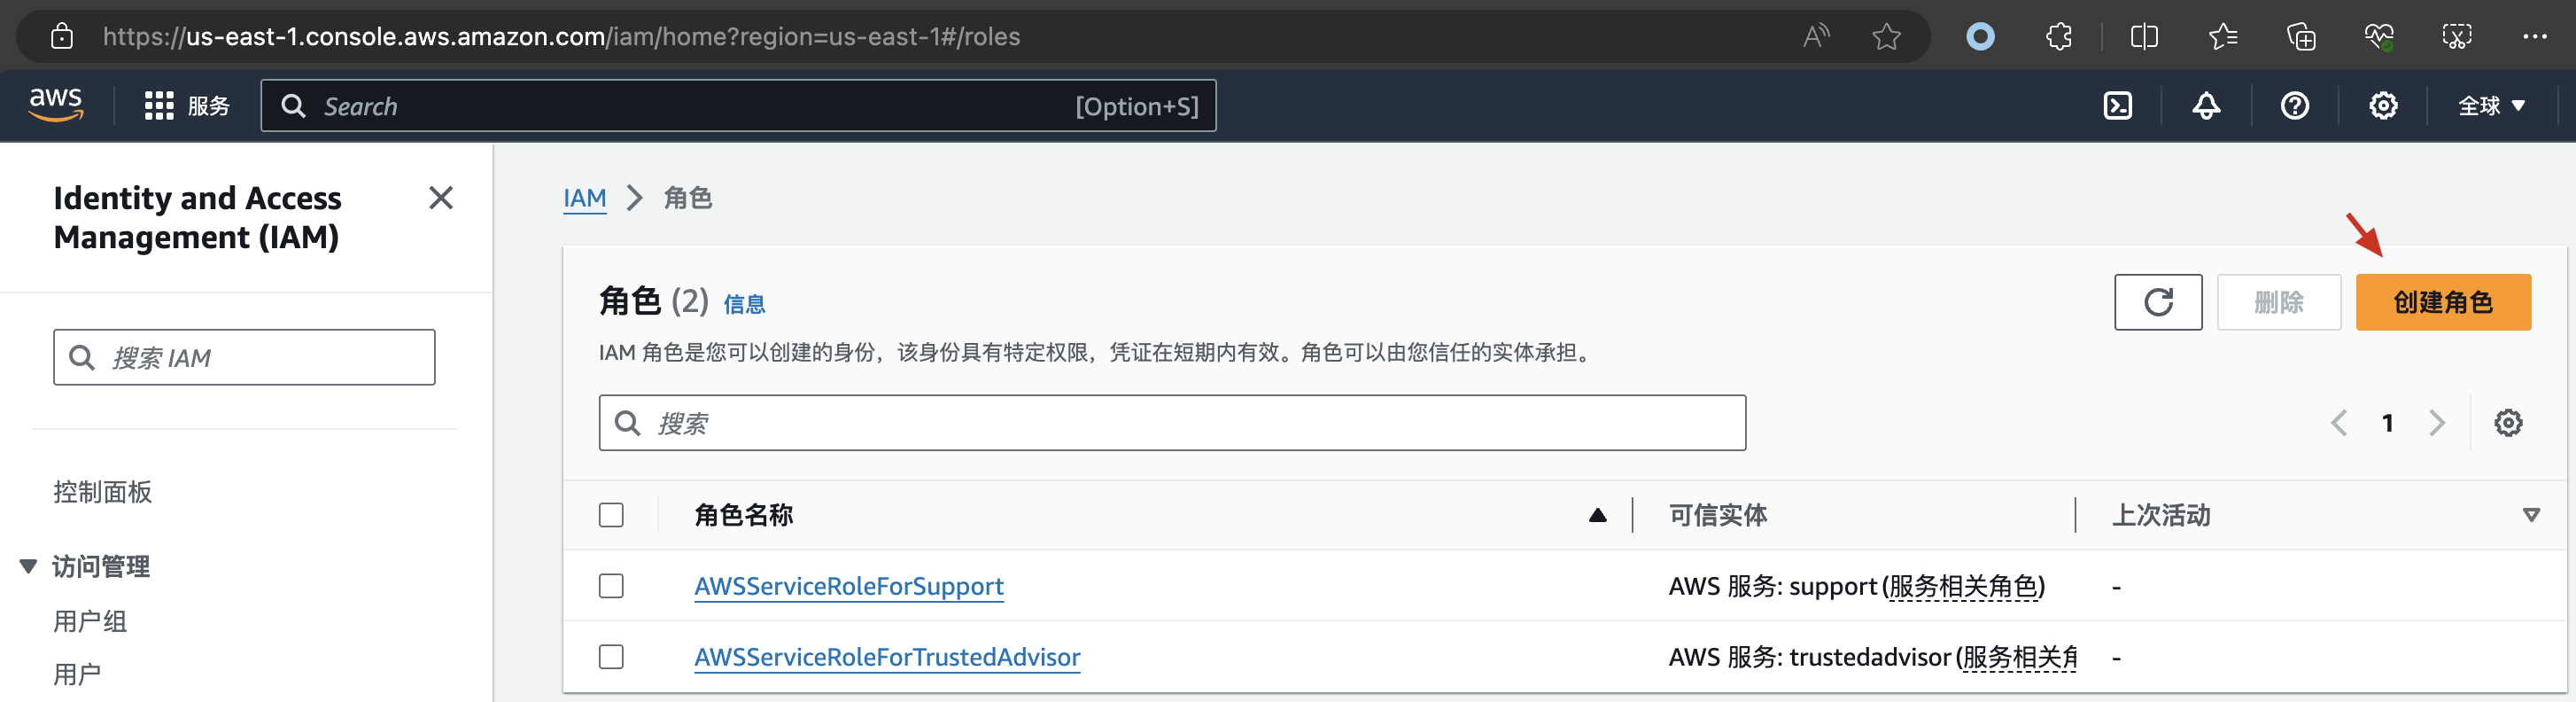 https://us-east-1.console.aws.amazon.com/iam/home?region=us-east-1#/roles
aws
服务
Search
[Option+S]
全球
Identity and Access
Management (IAM)
搜索 IAM
控制面板
访问管理
用户组
用户
IAM
角色
角色 (2) 信息
删除
创建角色
IAM 角色是您可以创建的身份，该身份具有特定权限，凭证在短期内有效。角色可以由您信任的实体承担。
搜索
1
角色名称 可信实体 上次活动
AWSServiceRoleForSupport AWS 服务: support (服务相关角色) -
AWSServiceRoleForTrustedAdvisor AWS 服务: trustedadvisor (服务相关角 -